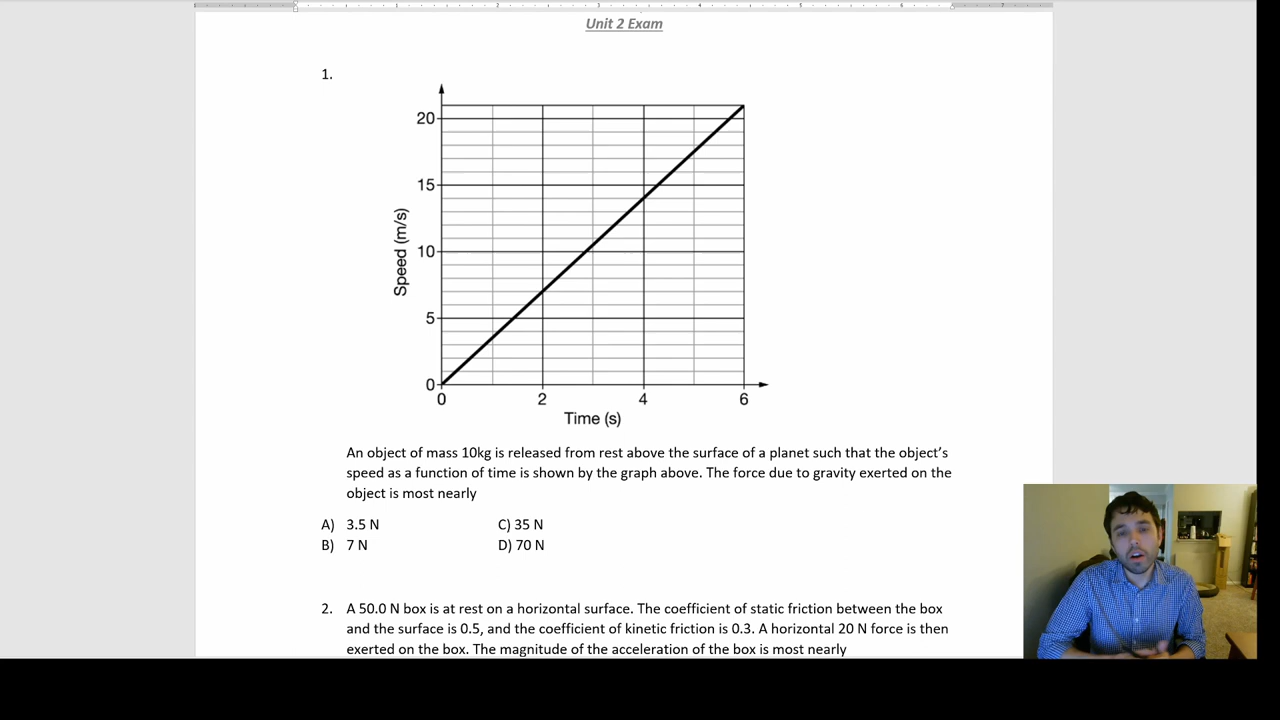 Unit 2 Exam
1.
20
15
10
5
0
Speed (m/s)
0 2 4 6
Time (s)
An object of mass 10kg is released from rest above the surface of a planet such that the object's
speed as a function of time is shown by the graph above. The force due to gravity exerted on the
object is most nearly
A) 3.5 N C) 35 N
B) 7 N D) 70 N
2. A 50.0 N box is at rest on a horizontal surface. The coefficient of static friction between the box
and the surface is 0.5, and the coefficient of kinetic friction is 0.3. A horizontal 20 N force is then
exerted on the box. The magnitude of the acceleration of the box is most nearly